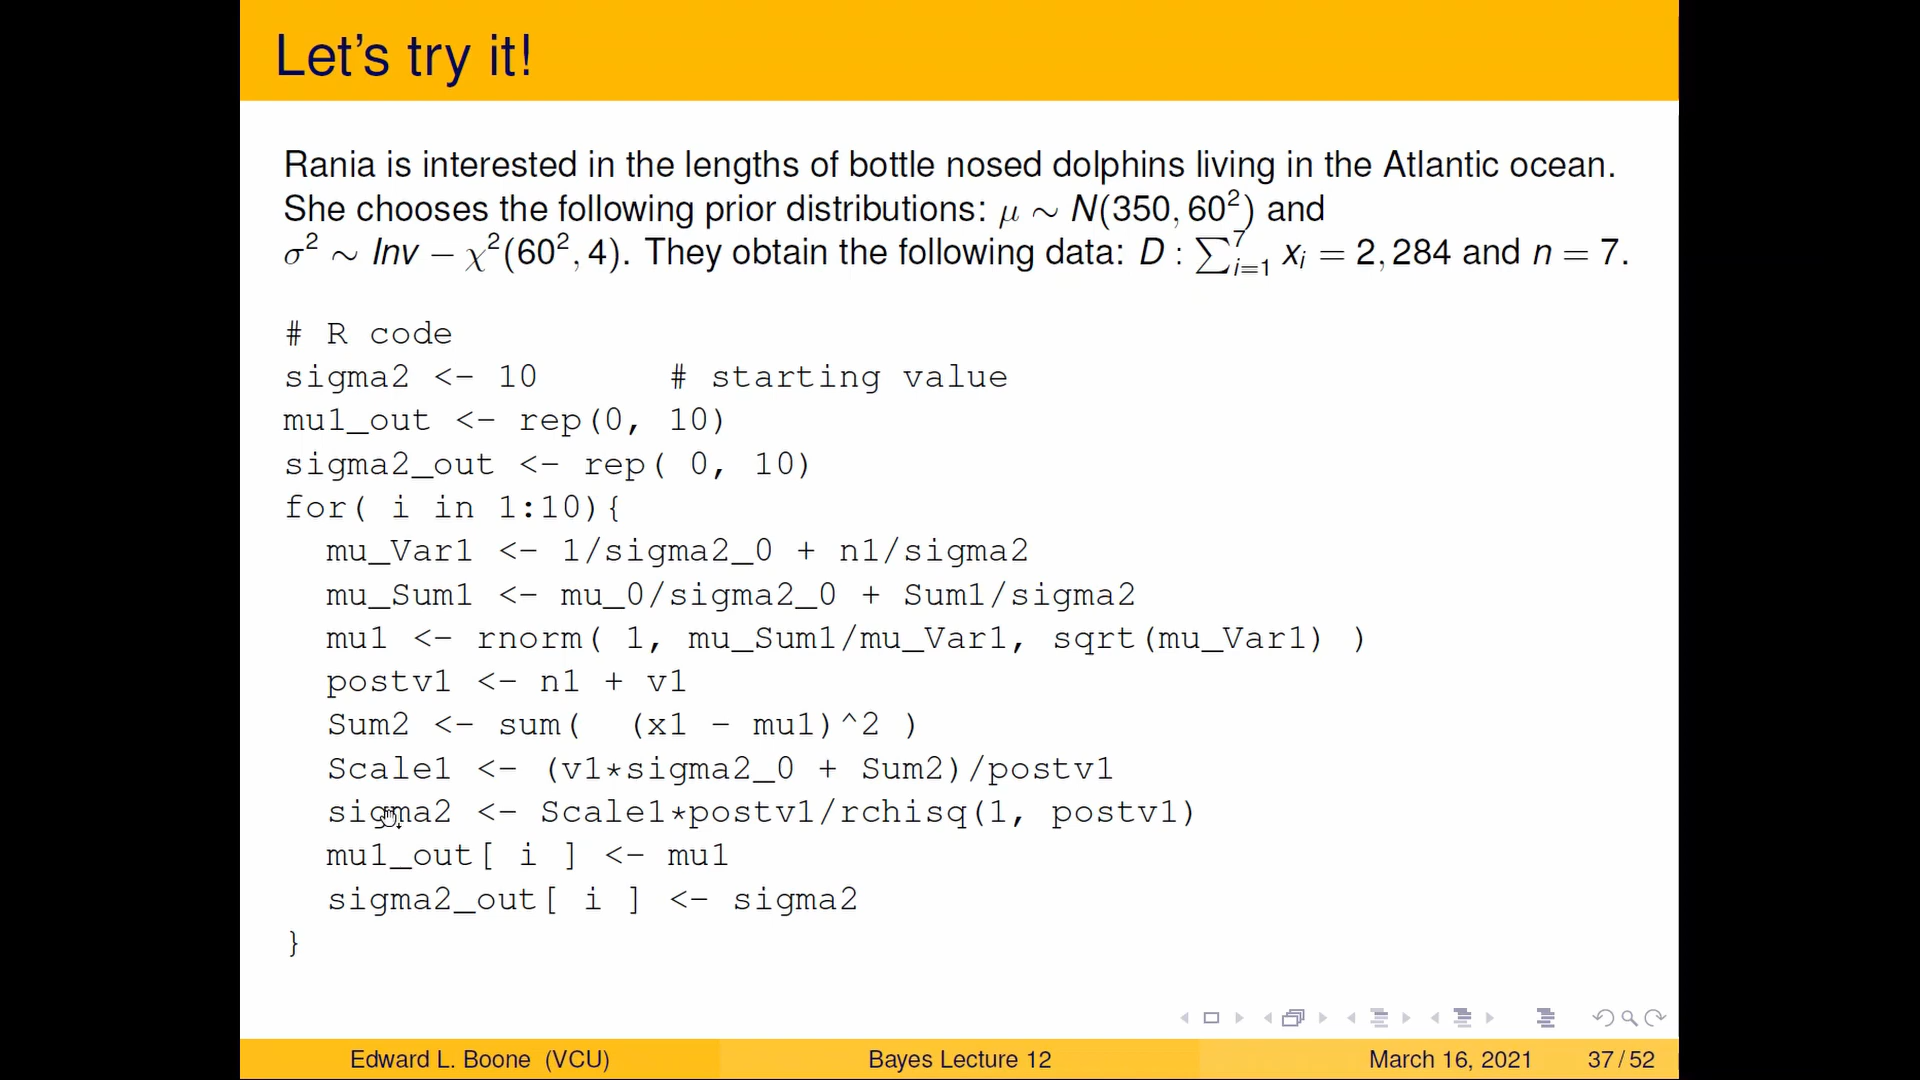 Let's try it!
Rania is interested in the lengths of bottle nosed dolphins living in the Atlantic ocean.
She chooses the following prior distributions: μ ∼ N(350, 60²) and
σ² ∼ Inv − χ²(60², 4). They obtain the following data: D : ∑⁷ᵢ₌₁ xᵢ = 2, 284 and n = 7.
# R code
sigma2 <- 10 # starting value
mu1_out <- rep(0, 10)
sigma2_out <- rep( 0, 10)
for( i in 1:10){
mu_Var1 <- 1/sigma2_0 + n1/sigma2
mu_Sum1 <- mu_0/sigma2_0 + Sum1/sigma2
mu1 <- rnorm( 1, mu_Sum1/mu_Var1, sqrt(mu_Var1) )
postv1 <- n1 + v1
Sum2 <- sum( (x1 - mu1)^2 )
Scale1 <- (v1*sigma2_0 + Sum2)/postv1
sigma2 <- Scale1*postv1/rchisq(1, postv1)
mu1_out[ i ] <- mu1
sigma2_out[ i ] <- sigma2
}
Edward L. Boone (VCU) Bayes Lecture 12 March 16, 2021 37 / 52